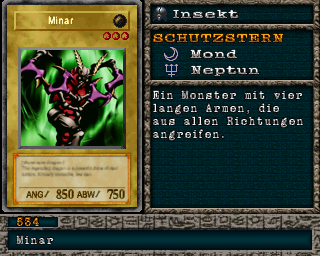 Minar
ANG/ 850 ABW/ 750
Insekt
SCHUTZSTERN
Mond
Neptun
Ein Monster mit vier
langen Armen, die
aus allen Richtungen
angreifen.
534
Minar